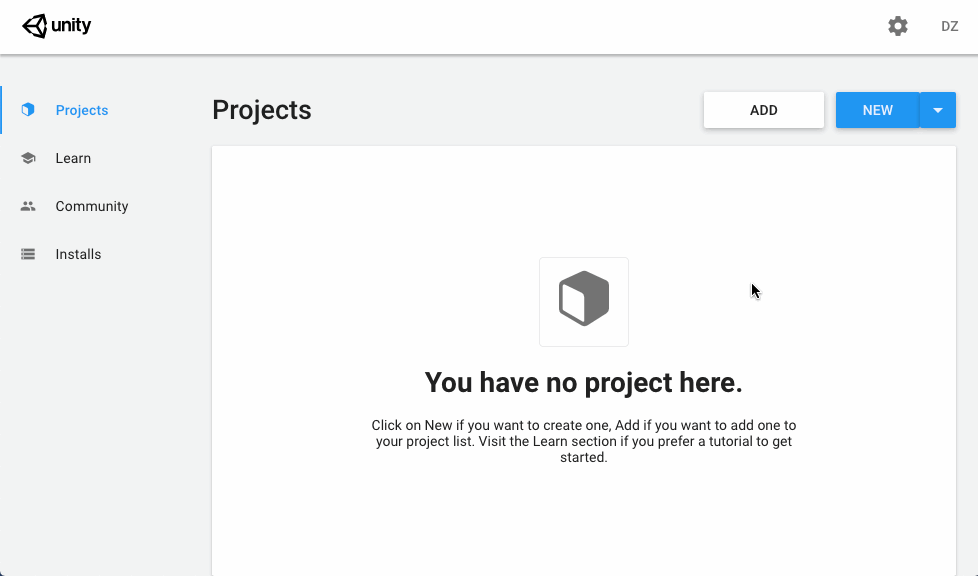 unity
DZ
Projects
Learn
Community
Installs
Projects
ADD
NEW
You have no project here.
Click on New if you want to create one, Add if you want to add one to
your project list. Visit the Learn section if you prefer a tutorial to get
started.